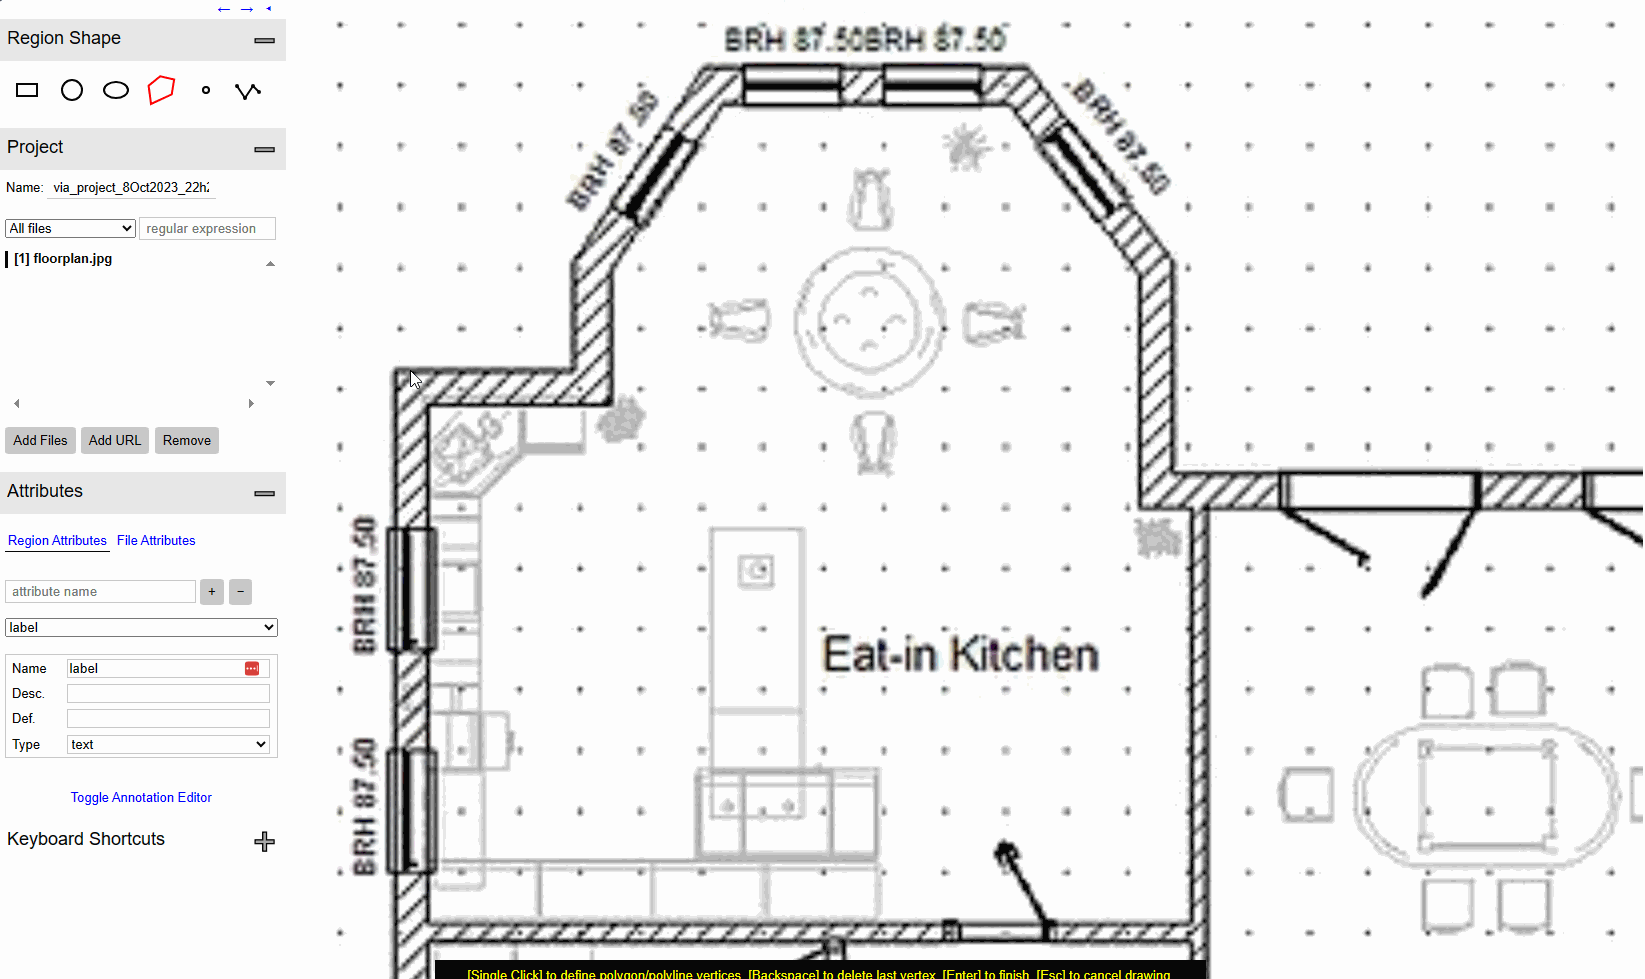 Region Shape
Project
Name: via_project_8Oct2023_22h
All files
regular expression
[1] floorplan.jpg
Add Files
Add URL
Remove
Attributes
Region Attributes
File Attributes
attribute name
+
−
label
Name label
Desc.
Def.
Type text
Toggle Annotation Editor
Keyboard Shortcuts
BRH 87.50BRH 87.50
BRH 87.50
BRH 87.50
BRH 87.50
Eat-in Kitchen
BRH 87.50
[Single Click] to define polygon/polyline vertices, [Backspace] to delete last vertex, [Enter] to finish, [Esc] to cancel drawing